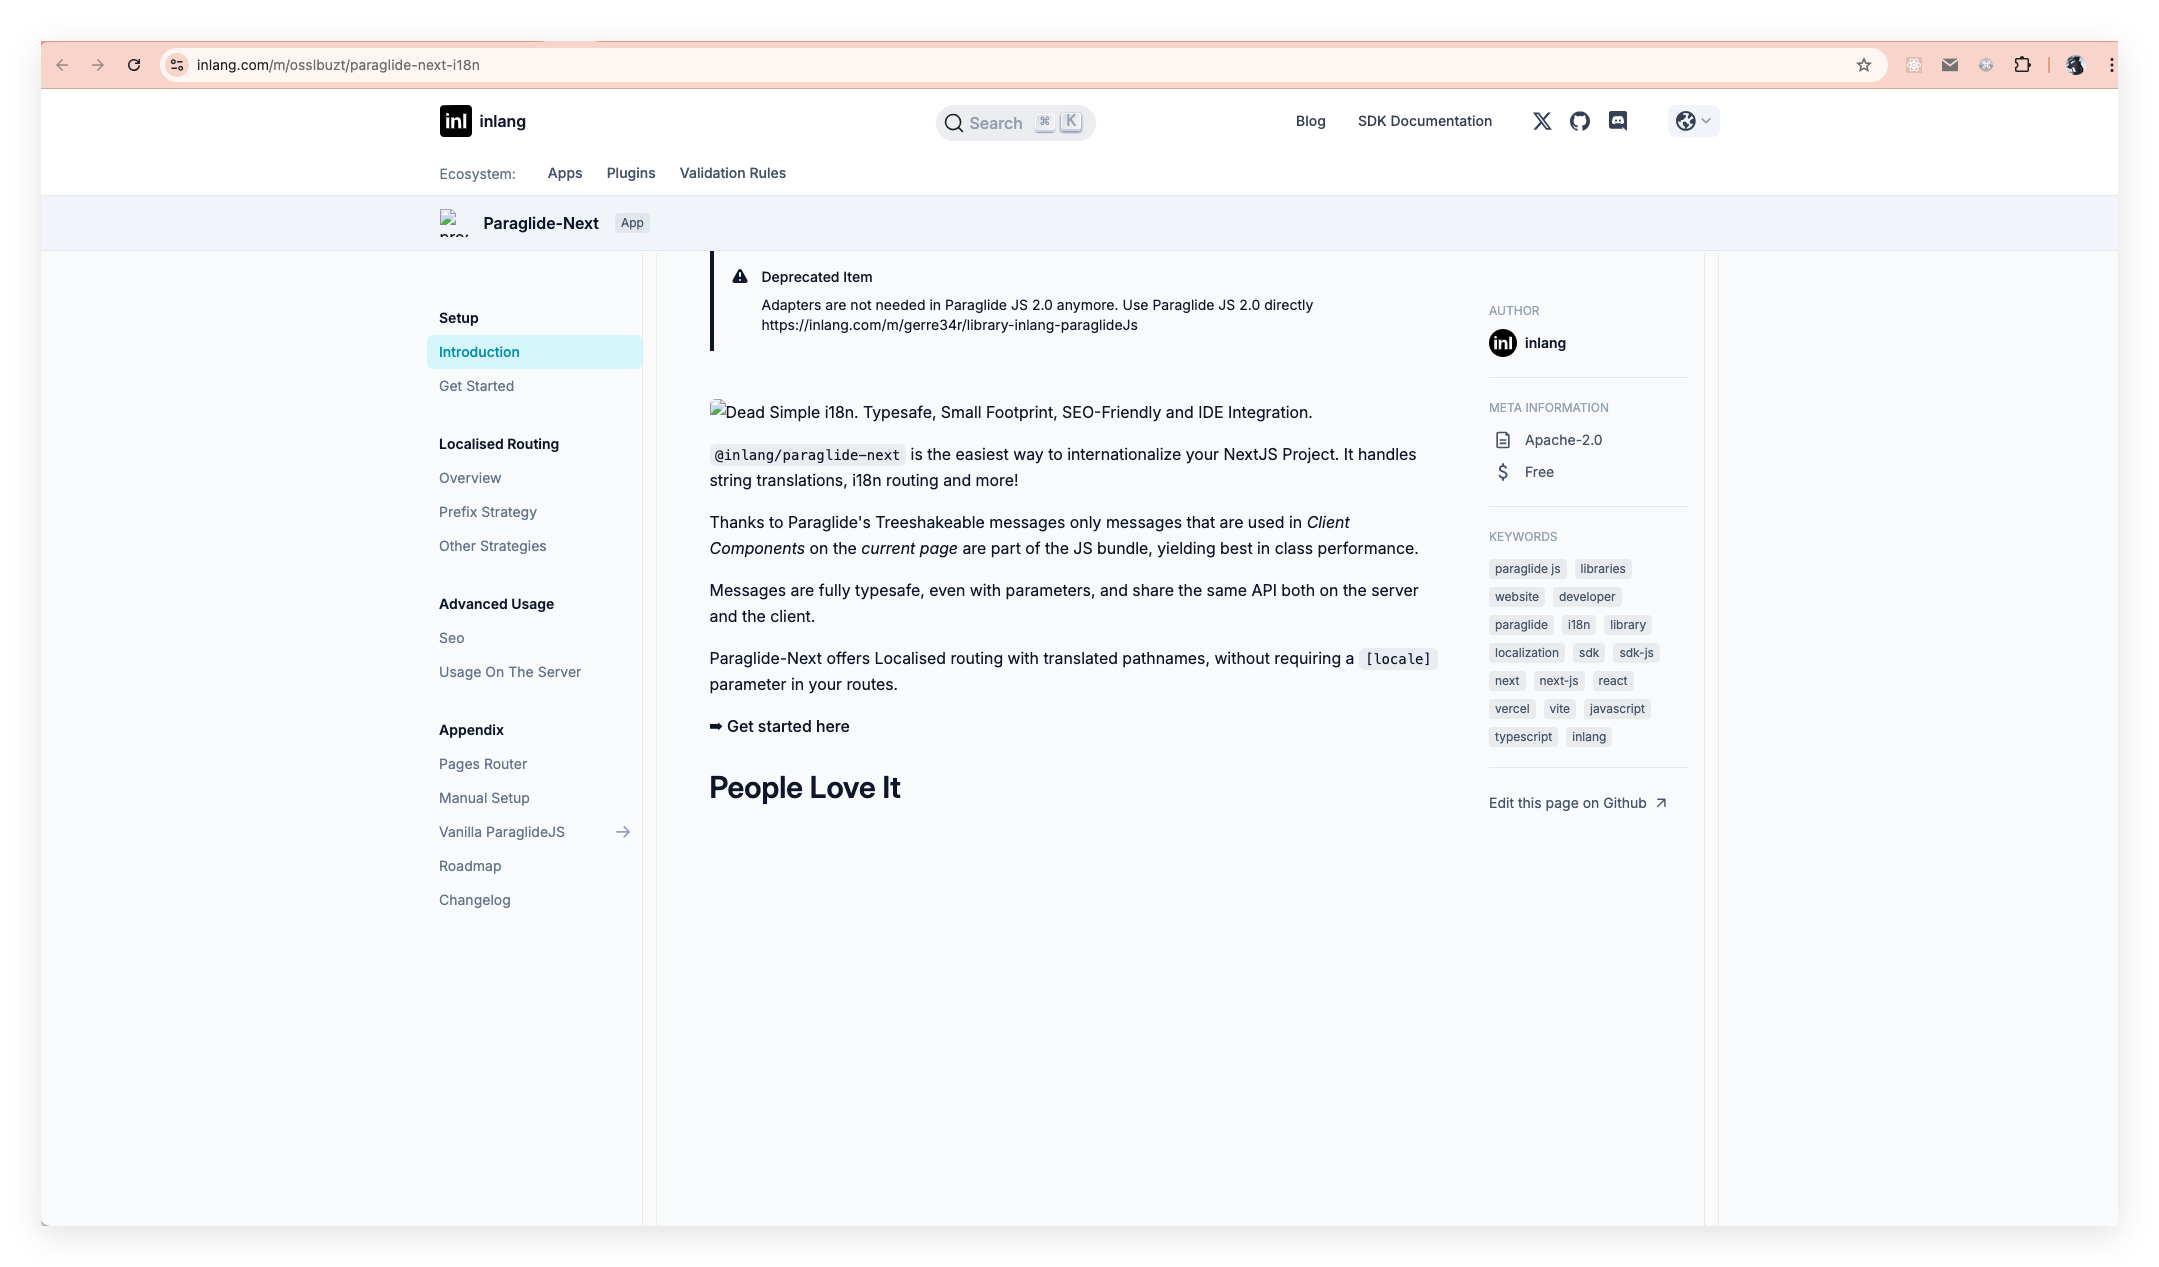 inlang.com/m/osslbuzt/paraglide-next-i18n
inl inlang
Search ⌘ K
Blog
SDK Documentation
Ecosystem:
Apps
Plugins
Validation Rules
Paraglide-Next
App
Setup
Introduction
Get Started
Localised Routing
Overview
Prefix Strategy
Other Strategies
Advanced Usage
Seo
Usage On The Server
Appendix
Pages Router
Manual Setup
Vanilla ParaglideJS →
Roadmap
Changelog
Deprecated Item
Adapters are not needed in Paraglide JS 2.0 anymore. Use Paraglide JS 2.0 directly
https://inlang.com/m/gerre34r/library-inlang-paraglideJs
Dead Simple i18n. Typesafe, Small Footprint, SEO-Friendly and IDE Integration.
@inlang/paraglide-next is the easiest way to internationalize your NextJS Project. It handles
string translations, i18n routing and more!
Thanks to Paraglide's Treeshakeable messages only messages that are used in Client
Components on the current page are part of the JS bundle, yielding best in class performance.
Messages are fully typesafe, even with parameters, and share the same API both on the server
and the client.
Paraglide-Next offers Localised routing with translated pathnames, without requiring a [locale]
parameter in your routes.
➡ Get started here
People Love It
AUTHOR
inl inlang
META INFORMATION
Apache-2.0
$ Free
KEYWORDS
paraglide js libraries
website developer
paraglide i18n library
localization sdk sdk-js
next next-js react
vercel vite javascript
typescript inlang
Edit this page on Github ↗